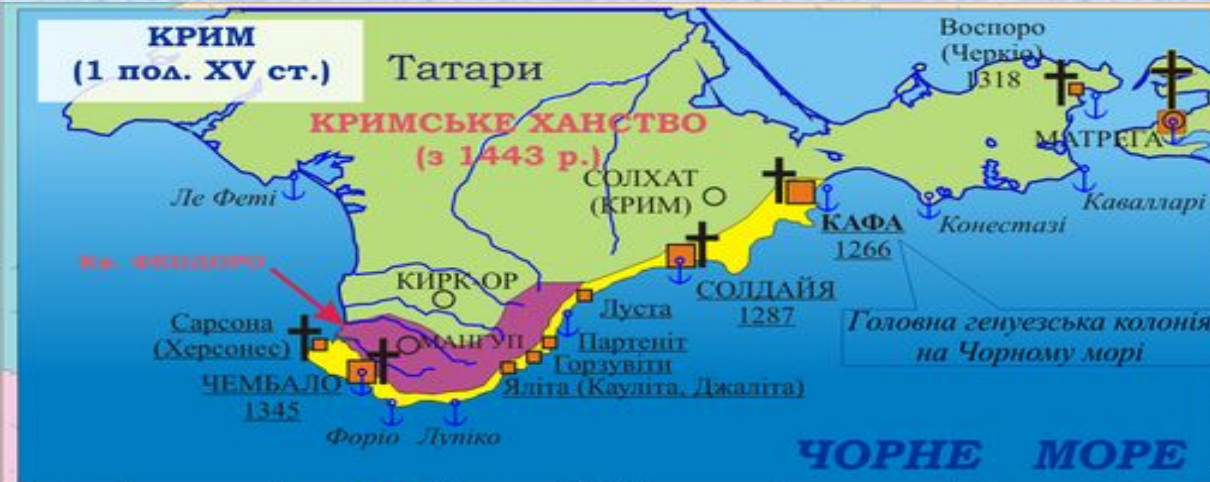 КРИМ
(1 пол. XV ст.)
Татари
КРИМСЬКЕ ХАНСТВО
(з 1443 р.)
Воспоро
(Черкіо)
1318
МАТРЕГА
Ле Феті
СОЛХАТ
(КРИМ)
Кавалларі
КАФА
1266
Конестазі
Кв. ФЕОДОРО
КИРК-ОР
СОЛДАЙЯ
1287
Луста
Головна генуезська колонія
на Чорному морі
Сарсона
(Херсонес)
МАНГУП
Партеніт
Горзувіти
ЧЕМБАЛО
1345
Яліта (Кауліта, Джаліта)
Форіо
Лупіко
ЧОРНЕ МОРЕ